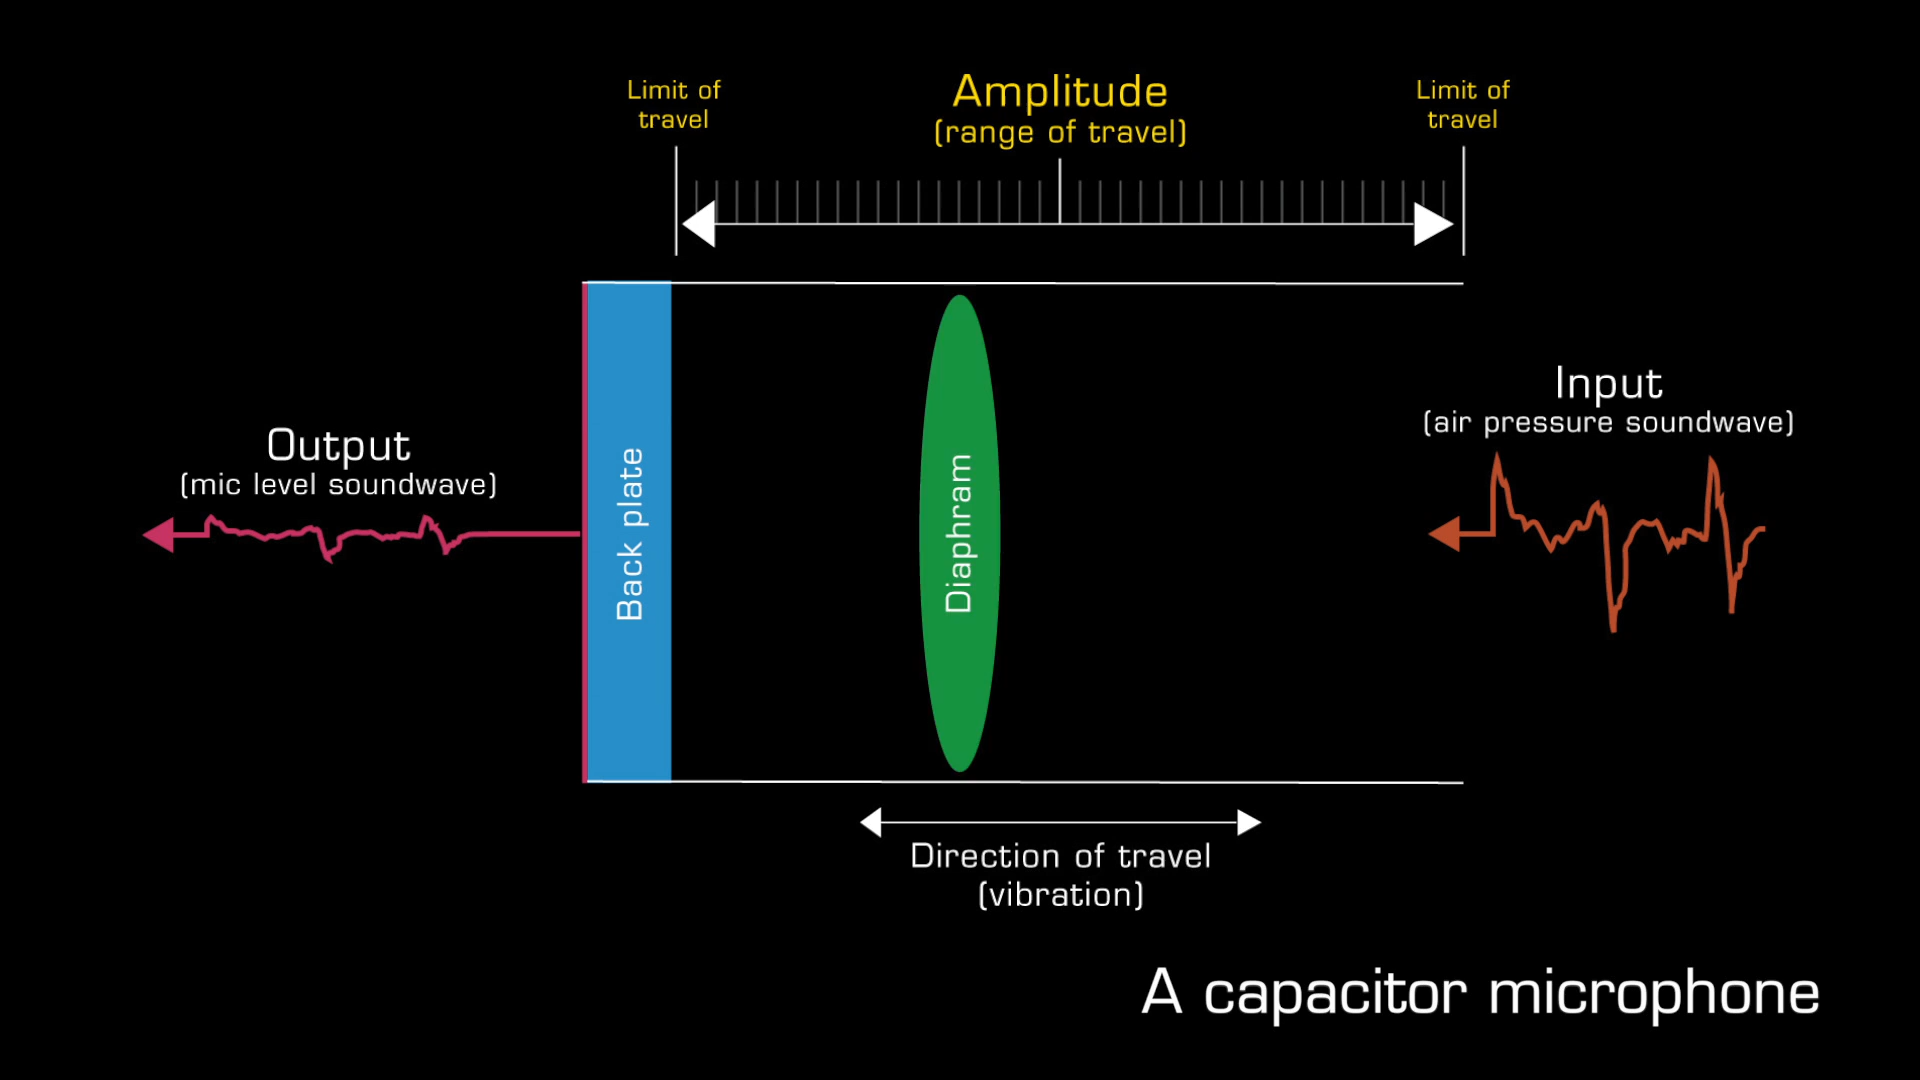 Limit of
travel
Amplitude
(range of travel)
Limit of
travel
Input
(air pressure soundwave)
Output
(mic level soundwave)
Back plate
Diaphram
Direction of travel
(vibration)
A capacitor microphone